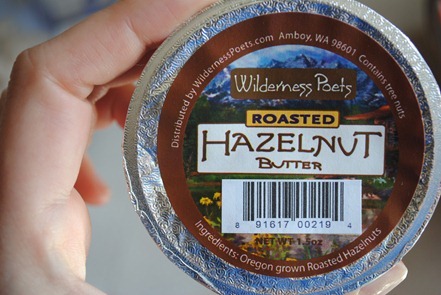 Distributed by WildernessPoets.com Amboy, WA 98601 Contains tree nuts
Wilderness Poets
ROASTED
HAZELNUT
BUTTER
8 91617 00219 4
NET WT 1.5oz
Ingredients: Oregon grown Roasted Hazelnuts